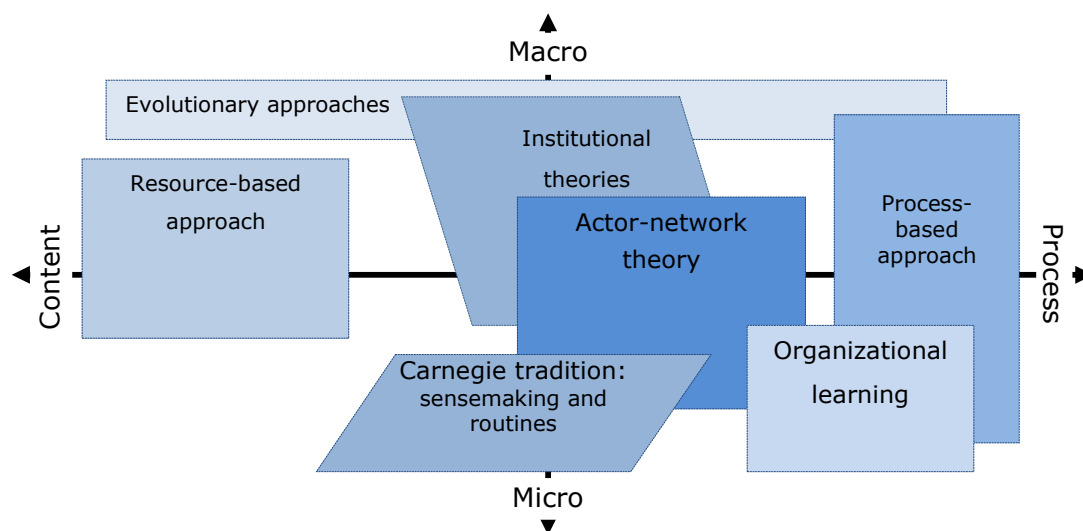 Macro
Evolutionary approaches
Institutional
theories
Resource-based
approach
Actor-network
theory
Process-
based
approach
Content
Process
Organizational
learning
Carnegie tradition:
sensemaking and
routines
Micro